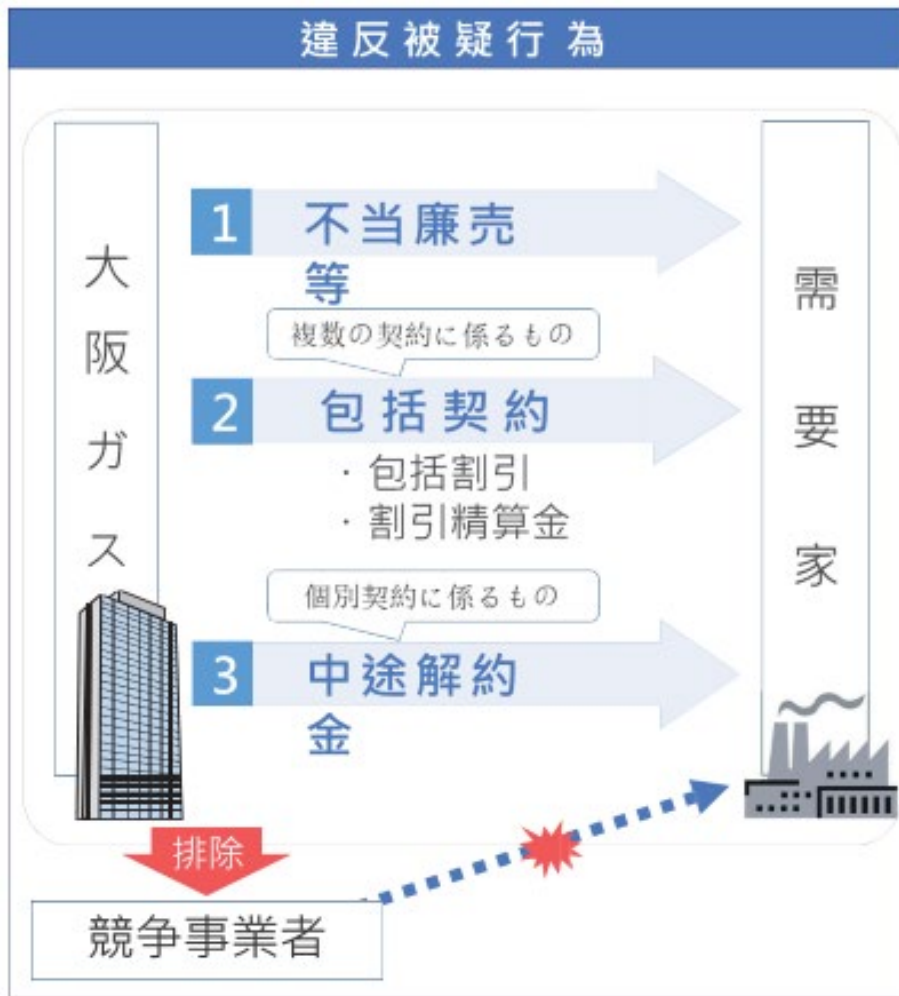 違反被疑行為
大阪ガス
1 不当廉売
等
複数の契約に係るもの
2 包括契約
・包括割引
・割引精算金
個別契約に係るもの
3 中途解約
金
需要家
排除
競争事業者